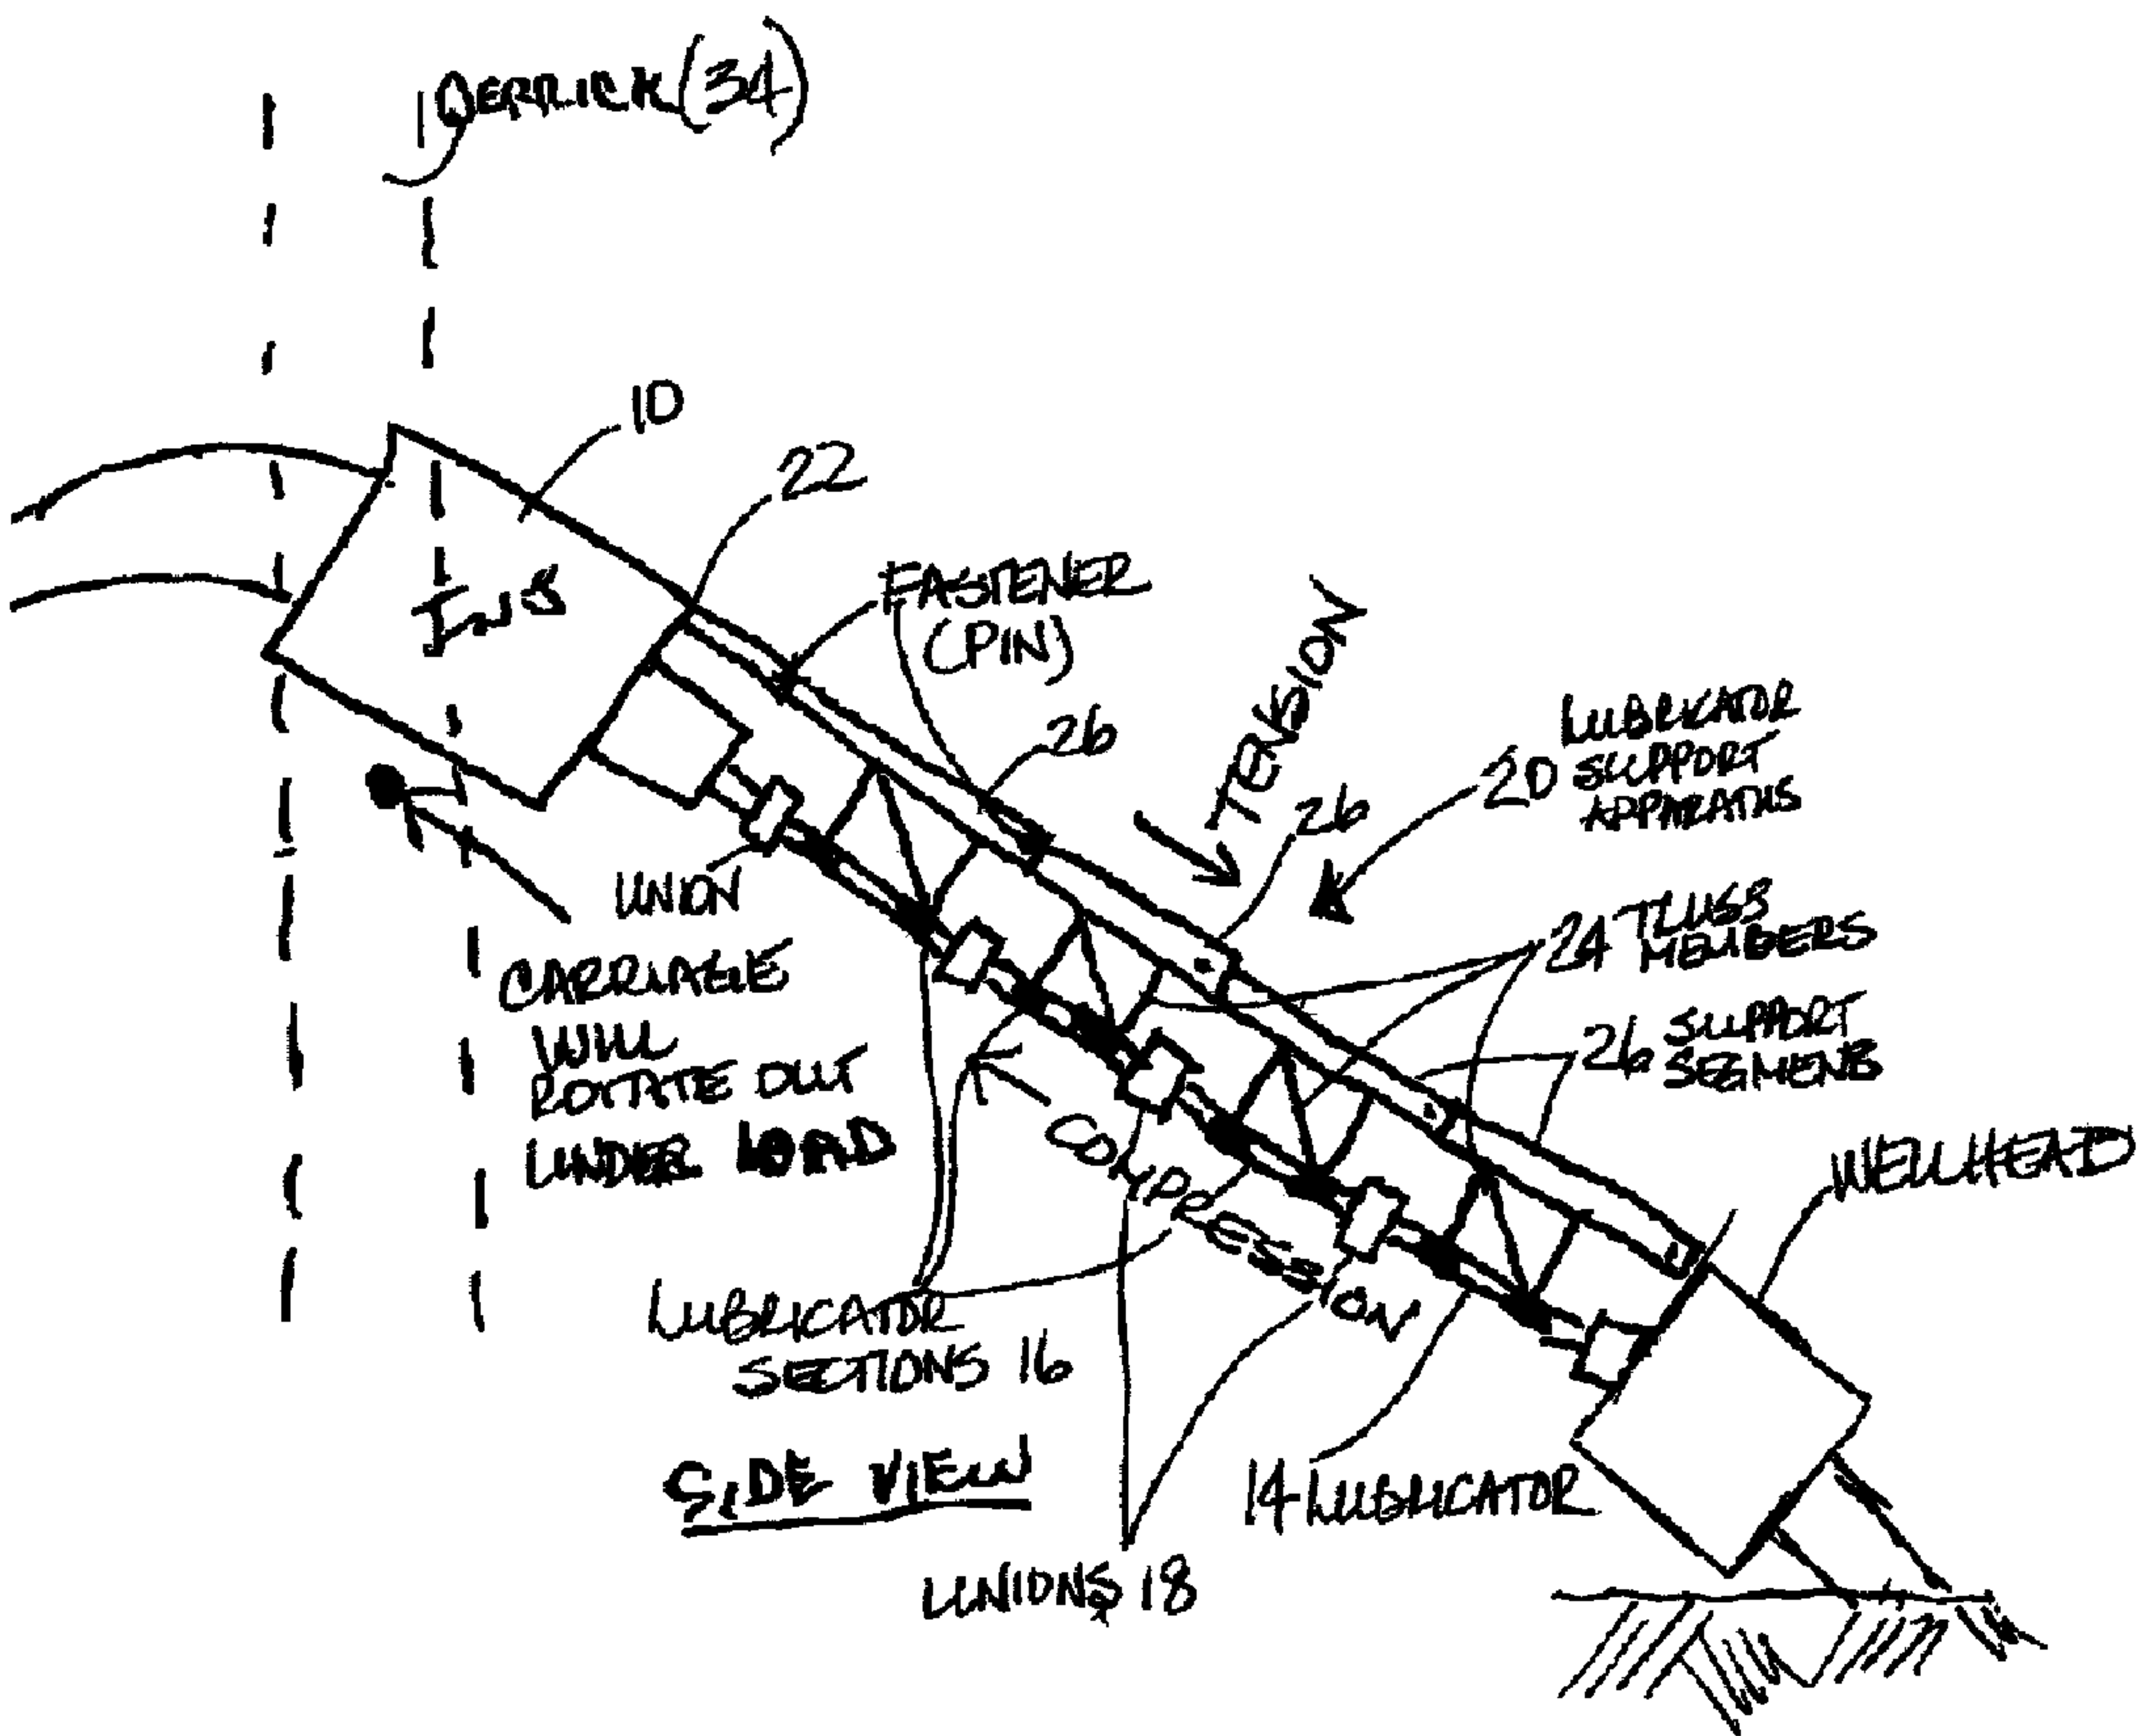 DERRICK (34)
10
22
FASTENER
(PIN)
26
TENSION
26
20 LUBRICATOR
SUPPORT
APPARATUS
24 TRUSS
MEMBERS
26 SUPPORT
SEGMENTS
WELLHEAD
UNION
CARRIAGE
WILL
ROTATE OUT
UNDER LOAD
COMPRESSION
LUBRICATOR
SECTIONS 16
SIDE VIEW
14 LUBRICATOR
UNIONS 18